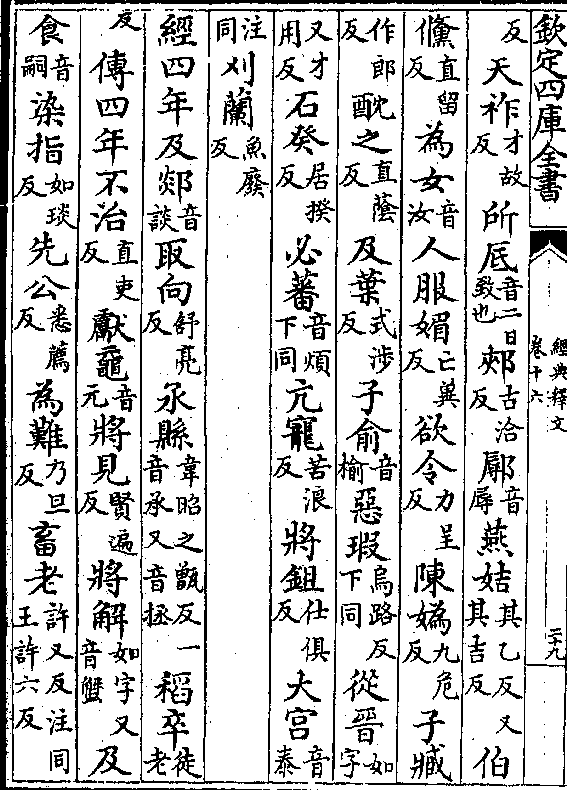 欽定四庫全書
經典釋文
卷十六
二十九
反天祚才故反所厎音二曰致也郟古洽反鄏音辱燕姞其乙反又其吉反伯
儵直留反為女音汝人服媚亡冀反欲令力呈反陳媯九危反子臧
作郎反酖之直蔭反及葉式涉反子俞音榆惡瑕烏路反下同從晉如字
又才用反石癸居揆反必蕃音煩下同亢寵苦浪反將鉏仕俱反大宫音泰
注同刈蘭魚廢反
經四年及郯音談取向舒亮反氶縣韋昭之甑反一音承又音拯稻卒徒老
反傳四年不治直吏反獻黿音元將見賢遍反將解如字又音蟹及
食音嗣染指如琰反先公悉薦反為難乃旦反畜老許又反注同王許六反